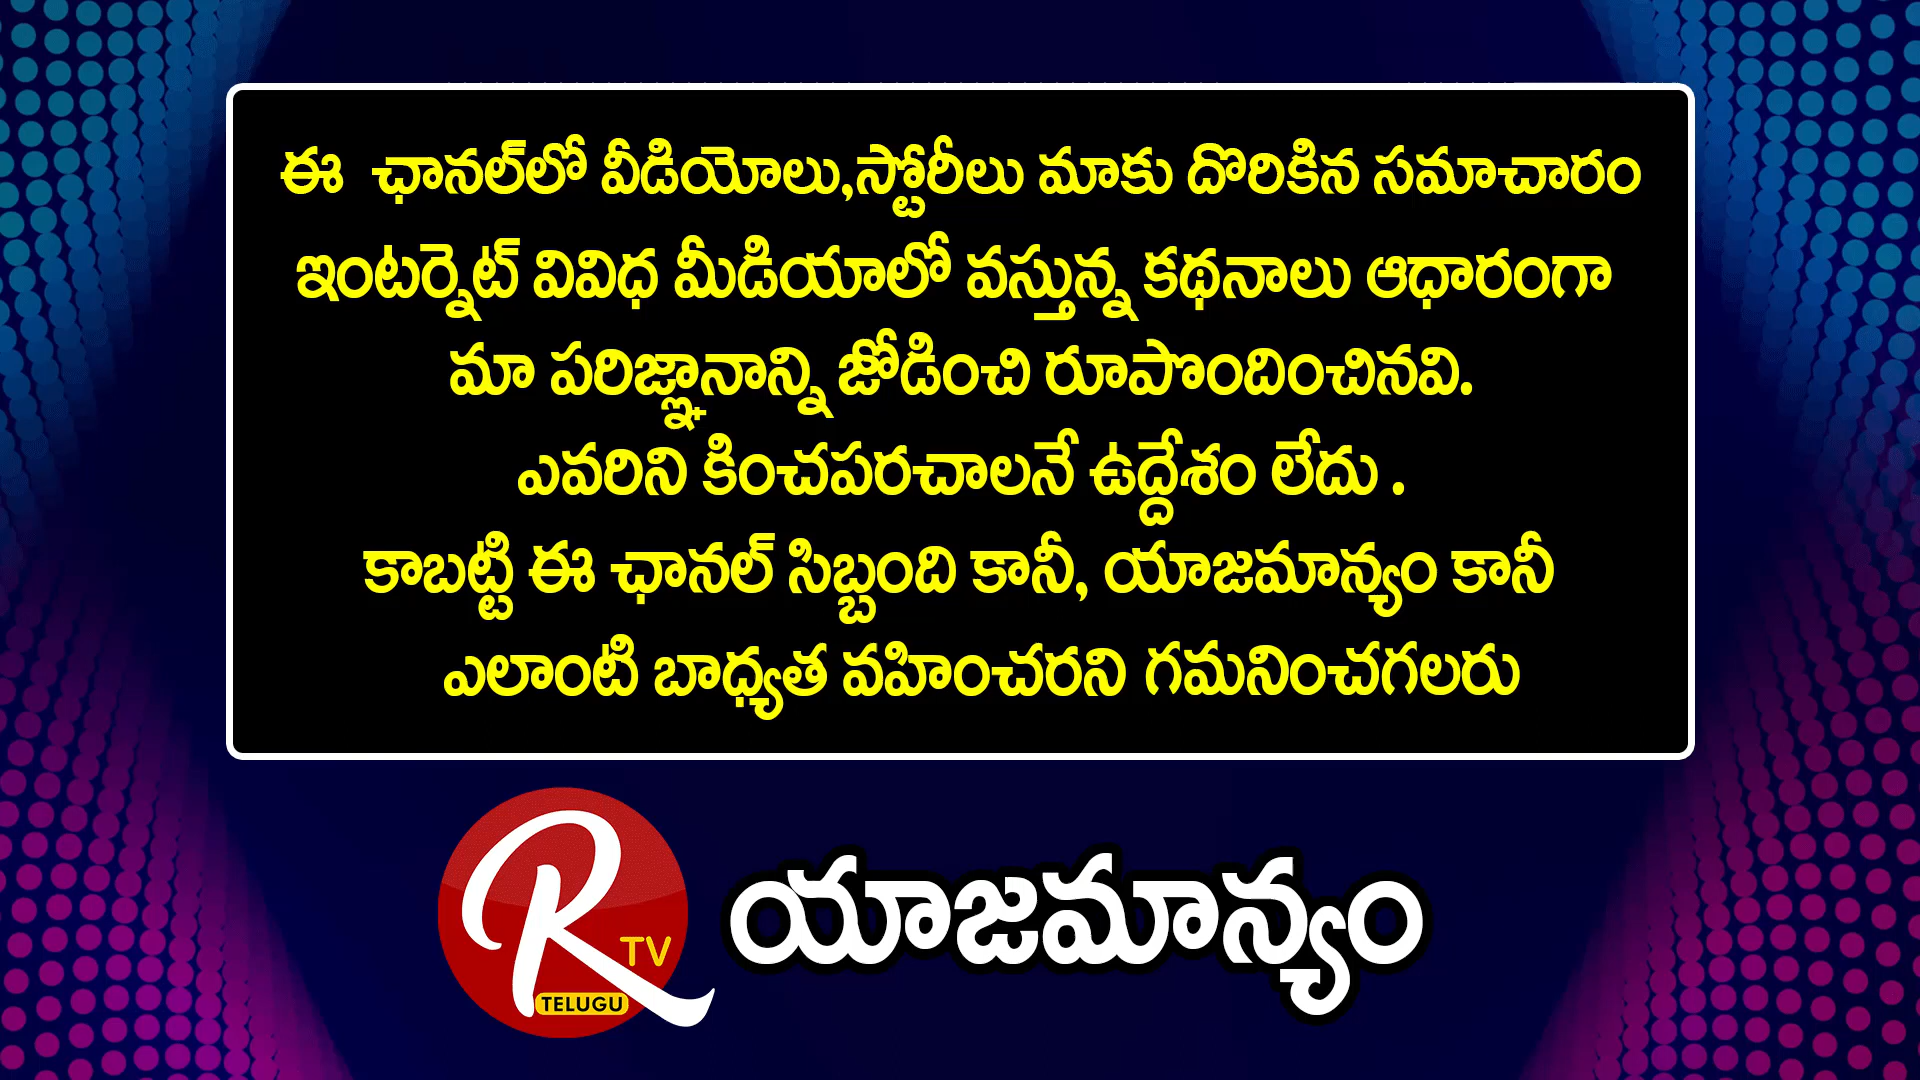 ఈ ఛానల్‌లో వీడియోలు,స్టోరీలు మాకు దొరికిన సమాచారం
ఇంటర్నెట్ వివిధ మీడియాలో వస్తున్న కథనాలు ఆధారంగా
మా పరిజ్ఞానాన్ని జోడించి రూపొందించినవి.
ఎవరిని కించపరచాలనే ఉద్దేశం లేదు .
కాబట్టి ఈ ఛానల్ సిబ్బంది కానీ, యాజమాన్యం కానీ
ఎలాంటి బాధ్యత వహించరని గమనించగలరు
R TV
TELUGU
యాజమాన్యం